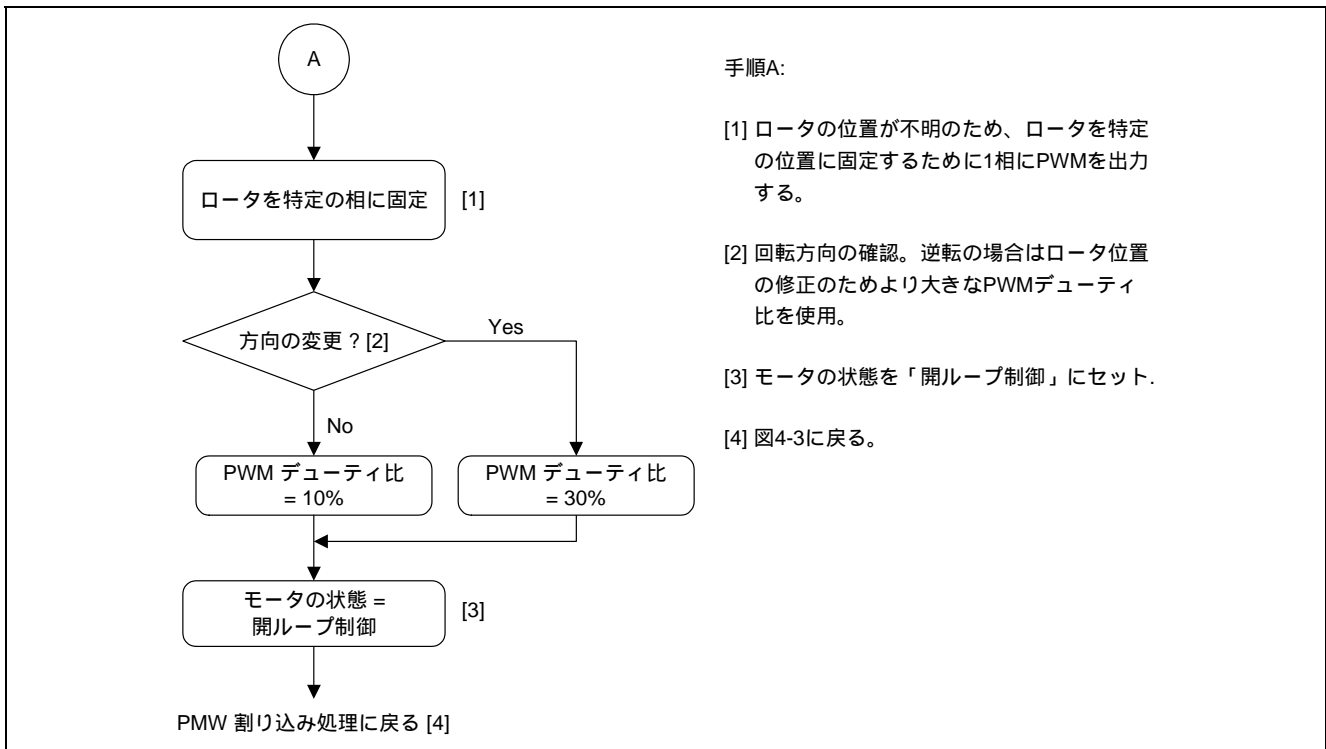 A
ロータを特定の相に固定
[1]
方向の変更 ? [2]
Yes
No
PWM デューティ比
= 10%
PWM デューティ比
= 30%
モータの状態 =
開ループ制御
[3]
PMW 割り込み処理に戻る [4]
手順A:
[1] ロータの位置が不明のため、ロータを特定
の位置に固定するために1相にPWMを出力
する。
[2] 回転方向の確認。逆転の場合はロータ位置
の修正のためより大きなPWMデューティ
比を使用。
[3] モータの状態を「開ループ制御」にセット.
[4] 図4-3に戻る。